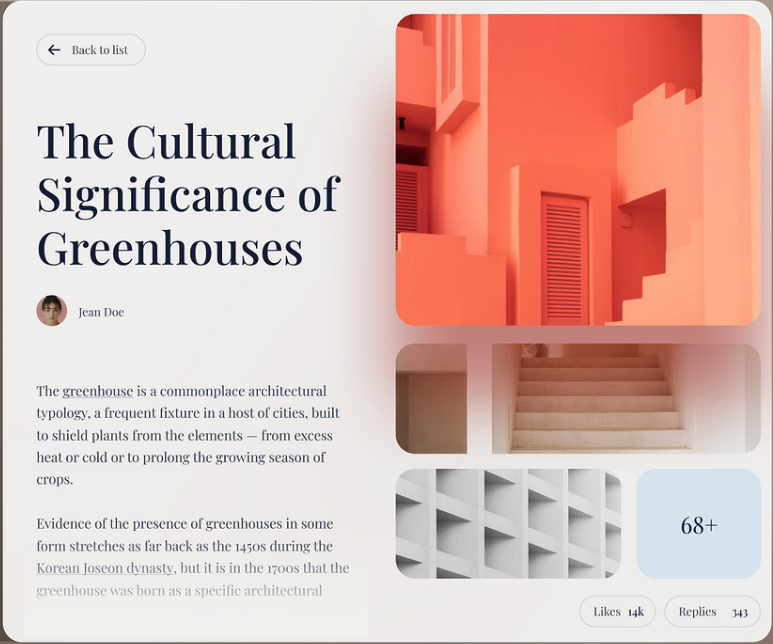 Back to list
The Cultural
Significance of
Greenhouses
Jean Doe
The greenhouse is a commonplace architectural
typology, a frequent fixture in a host of cities, built
to shield plants from the elements — from excess
heat or cold or to prolong the growing season of
crops.
Evidence of the presence of greenhouses in some
form stretches as far back as the 1450s during the
Korean Joseon dynasty, but it is in the 1700s that the
greenhouse was born as a specific architectural
68+
Likes 14k
Replies 343